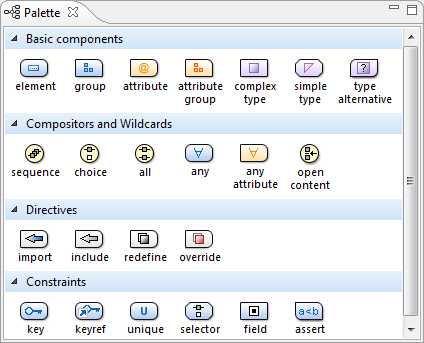 Palette
Basic components
element group attribute attribute group complex type simple type type alternative
Compositors and Wildcards
sequence choice all any any attribute open content
Directives
import include redefine override
Constraints
U a<b
key keyref unique selector field assert